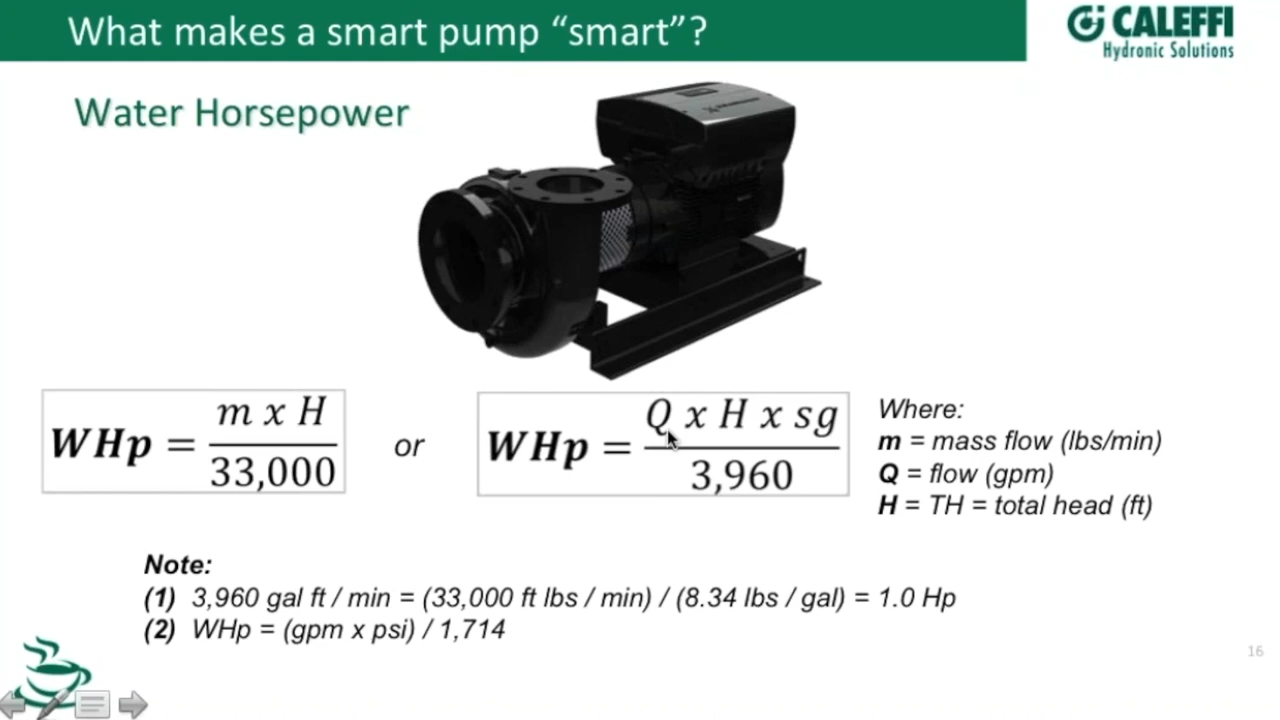 What makes a smart pump “smart”?
CALEFFI
Hydronic Solutions
Water Horsepower
WHp = m x H / 33,000
or
WHp = Q x H x sg / 3,960
Where:
m = mass flow (lbs/min)
Q = flow (gpm)
H = TH = total head (ft)
Note:
(1) 3,960 gal ft / min = (33,000 ft lbs / min) / (8.34 lbs / gal) = 1.0 Hp
(2) WHp = (gpm x psi) / 1,714
16